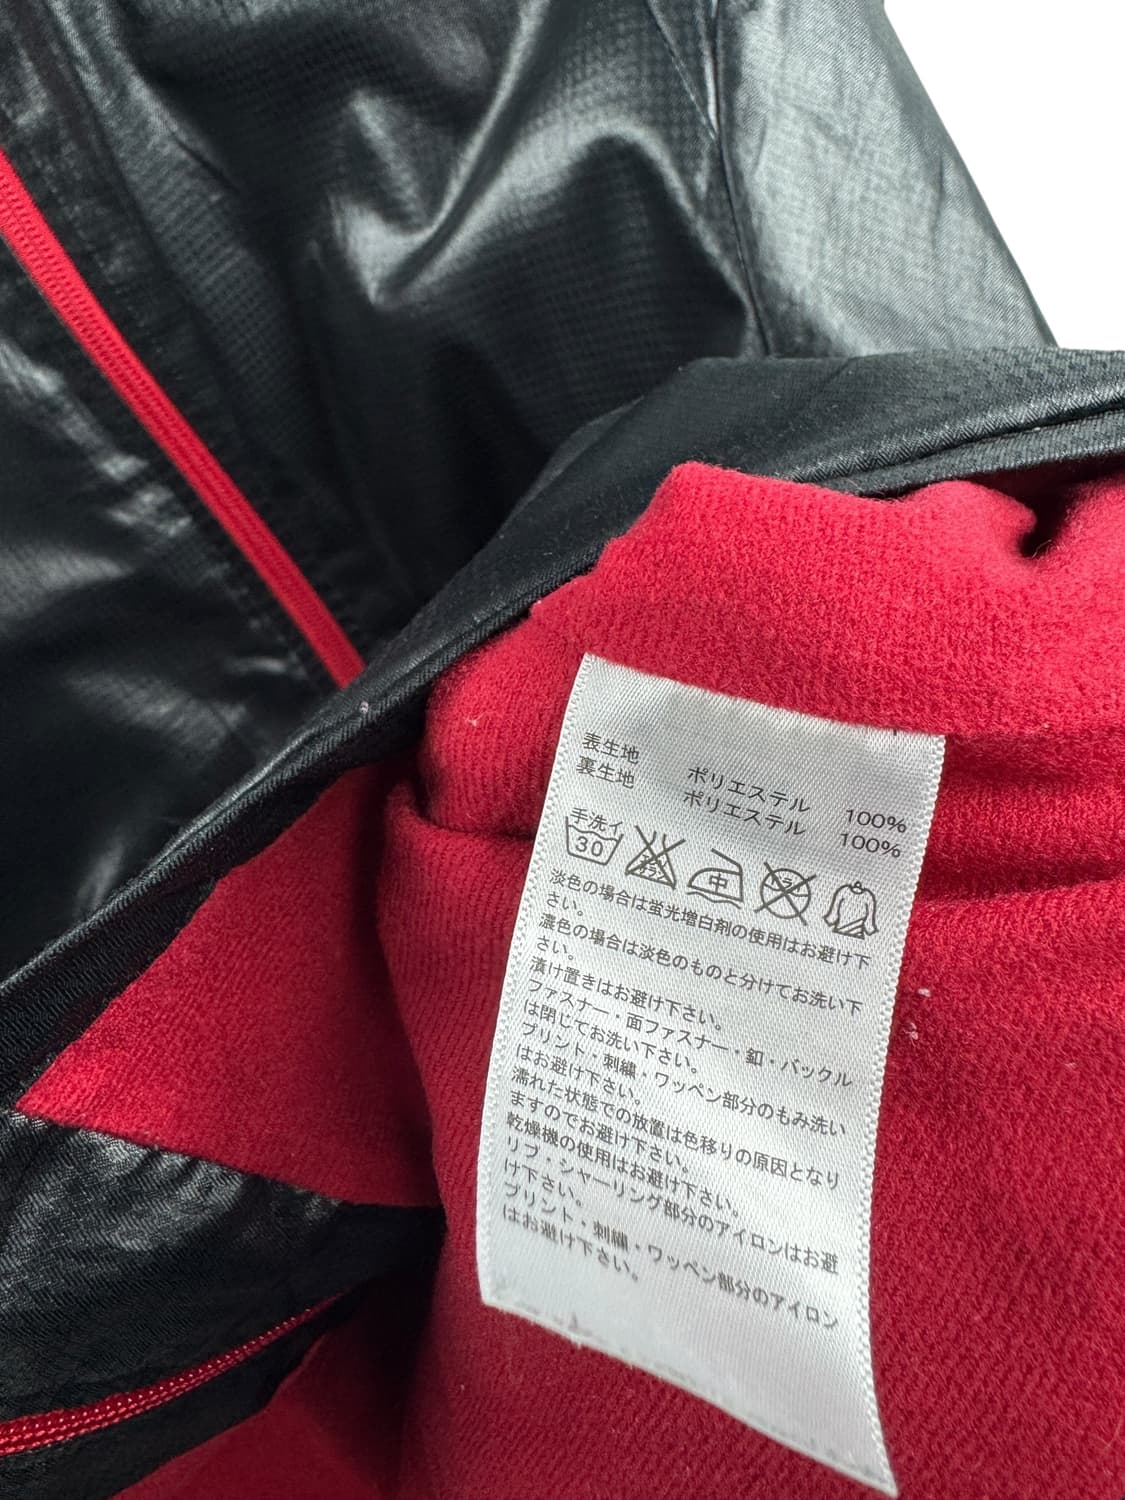 表生地 ポリエステル 100%
裏生地 ポリエステル 100%
手洗イ
30
中
淡色の場合は蛍光増白剤の使用はお避け下
さい。
濃色の場合は淡色のものと分けてお洗い下
さい。
漬け置きはお避け下さい。
ファスナー・面ファスナー・釦・バックル
は閉じてお洗い下さい。
プリント・刺繍・ワッペン部分のもみ洗い
はお避け下さい。
濡れた状態での放置は色移りの原因となり
ますのでお避け下さい。
乾燥機の使用はお避け下さい。
リブ・シャーリング部分のアイロンはお避
け下さい。
プリント・刺繍・ワッペン部分のアイロン
はお避け下さい。